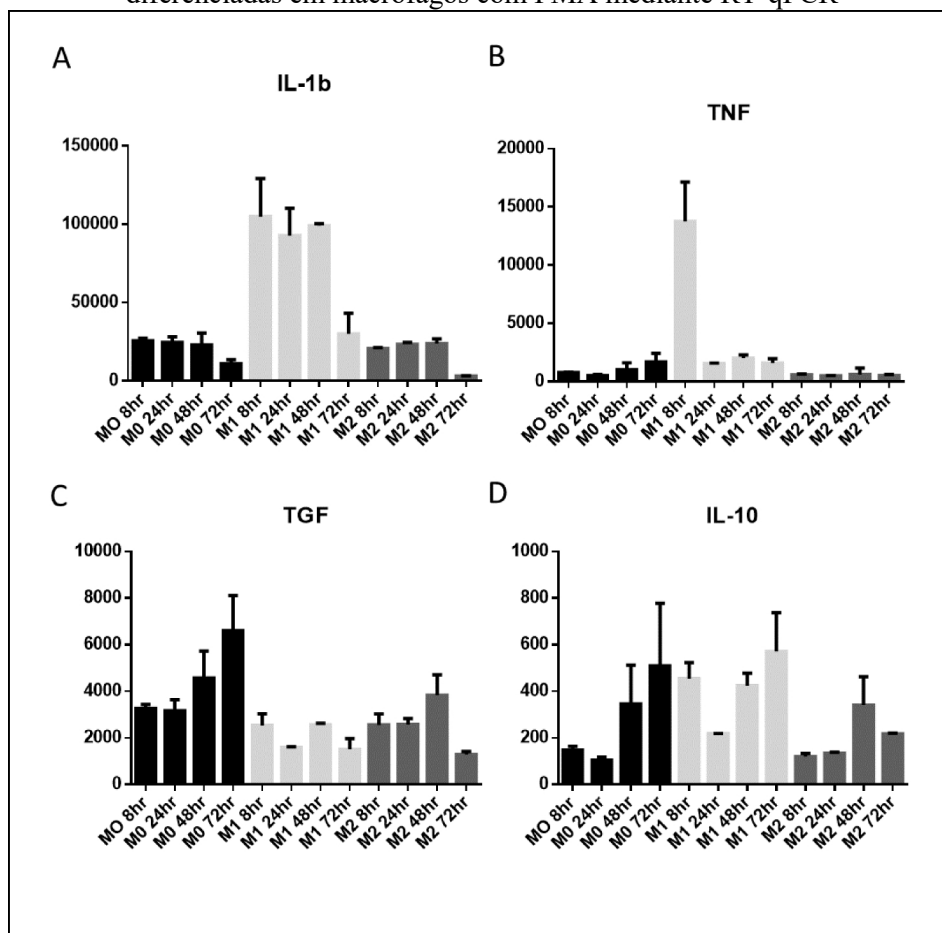 diferenciadas em macrófagos com PMA mediante RT-qPCR
A
IL-1b
150000
100000
50000
0
MO 8hr
M0 24hr
M0 48hr
M0 72hr
M1 8hr
M1 24hr
M1 48hr
M1 72hr
M2 8hr
M2 24hr
M2 48hr
M2 72hr
B
TNF
20000
15000
10000
5000
0
MO 8hr
M0 24hr
M0 48hr
M0 72hr
M1 8hr
M1 24hr
M1 48hr
M1 72hr
M2 8hr
M2 24hr
M2 48hr
M2 72hr
C
TGF
10000
8000
6000
4000
2000
0
MO 8hr
M0 24hr
M0 48hr
M0 72hr
M1 8hr
M1 24hr
M1 48hr
M1 72hr
M2 8hr
M2 24hr
M2 48hr
M2 72hr
D
IL-10
1000
800
600
400
200
0
MO 8hr
M0 24hr
M0 48hr
M0 72hr
M1 8hr
M1 24hr
M1 48hr
M1 72hr
M2 8hr
M2 24hr
M2 48hr
M2 72hr